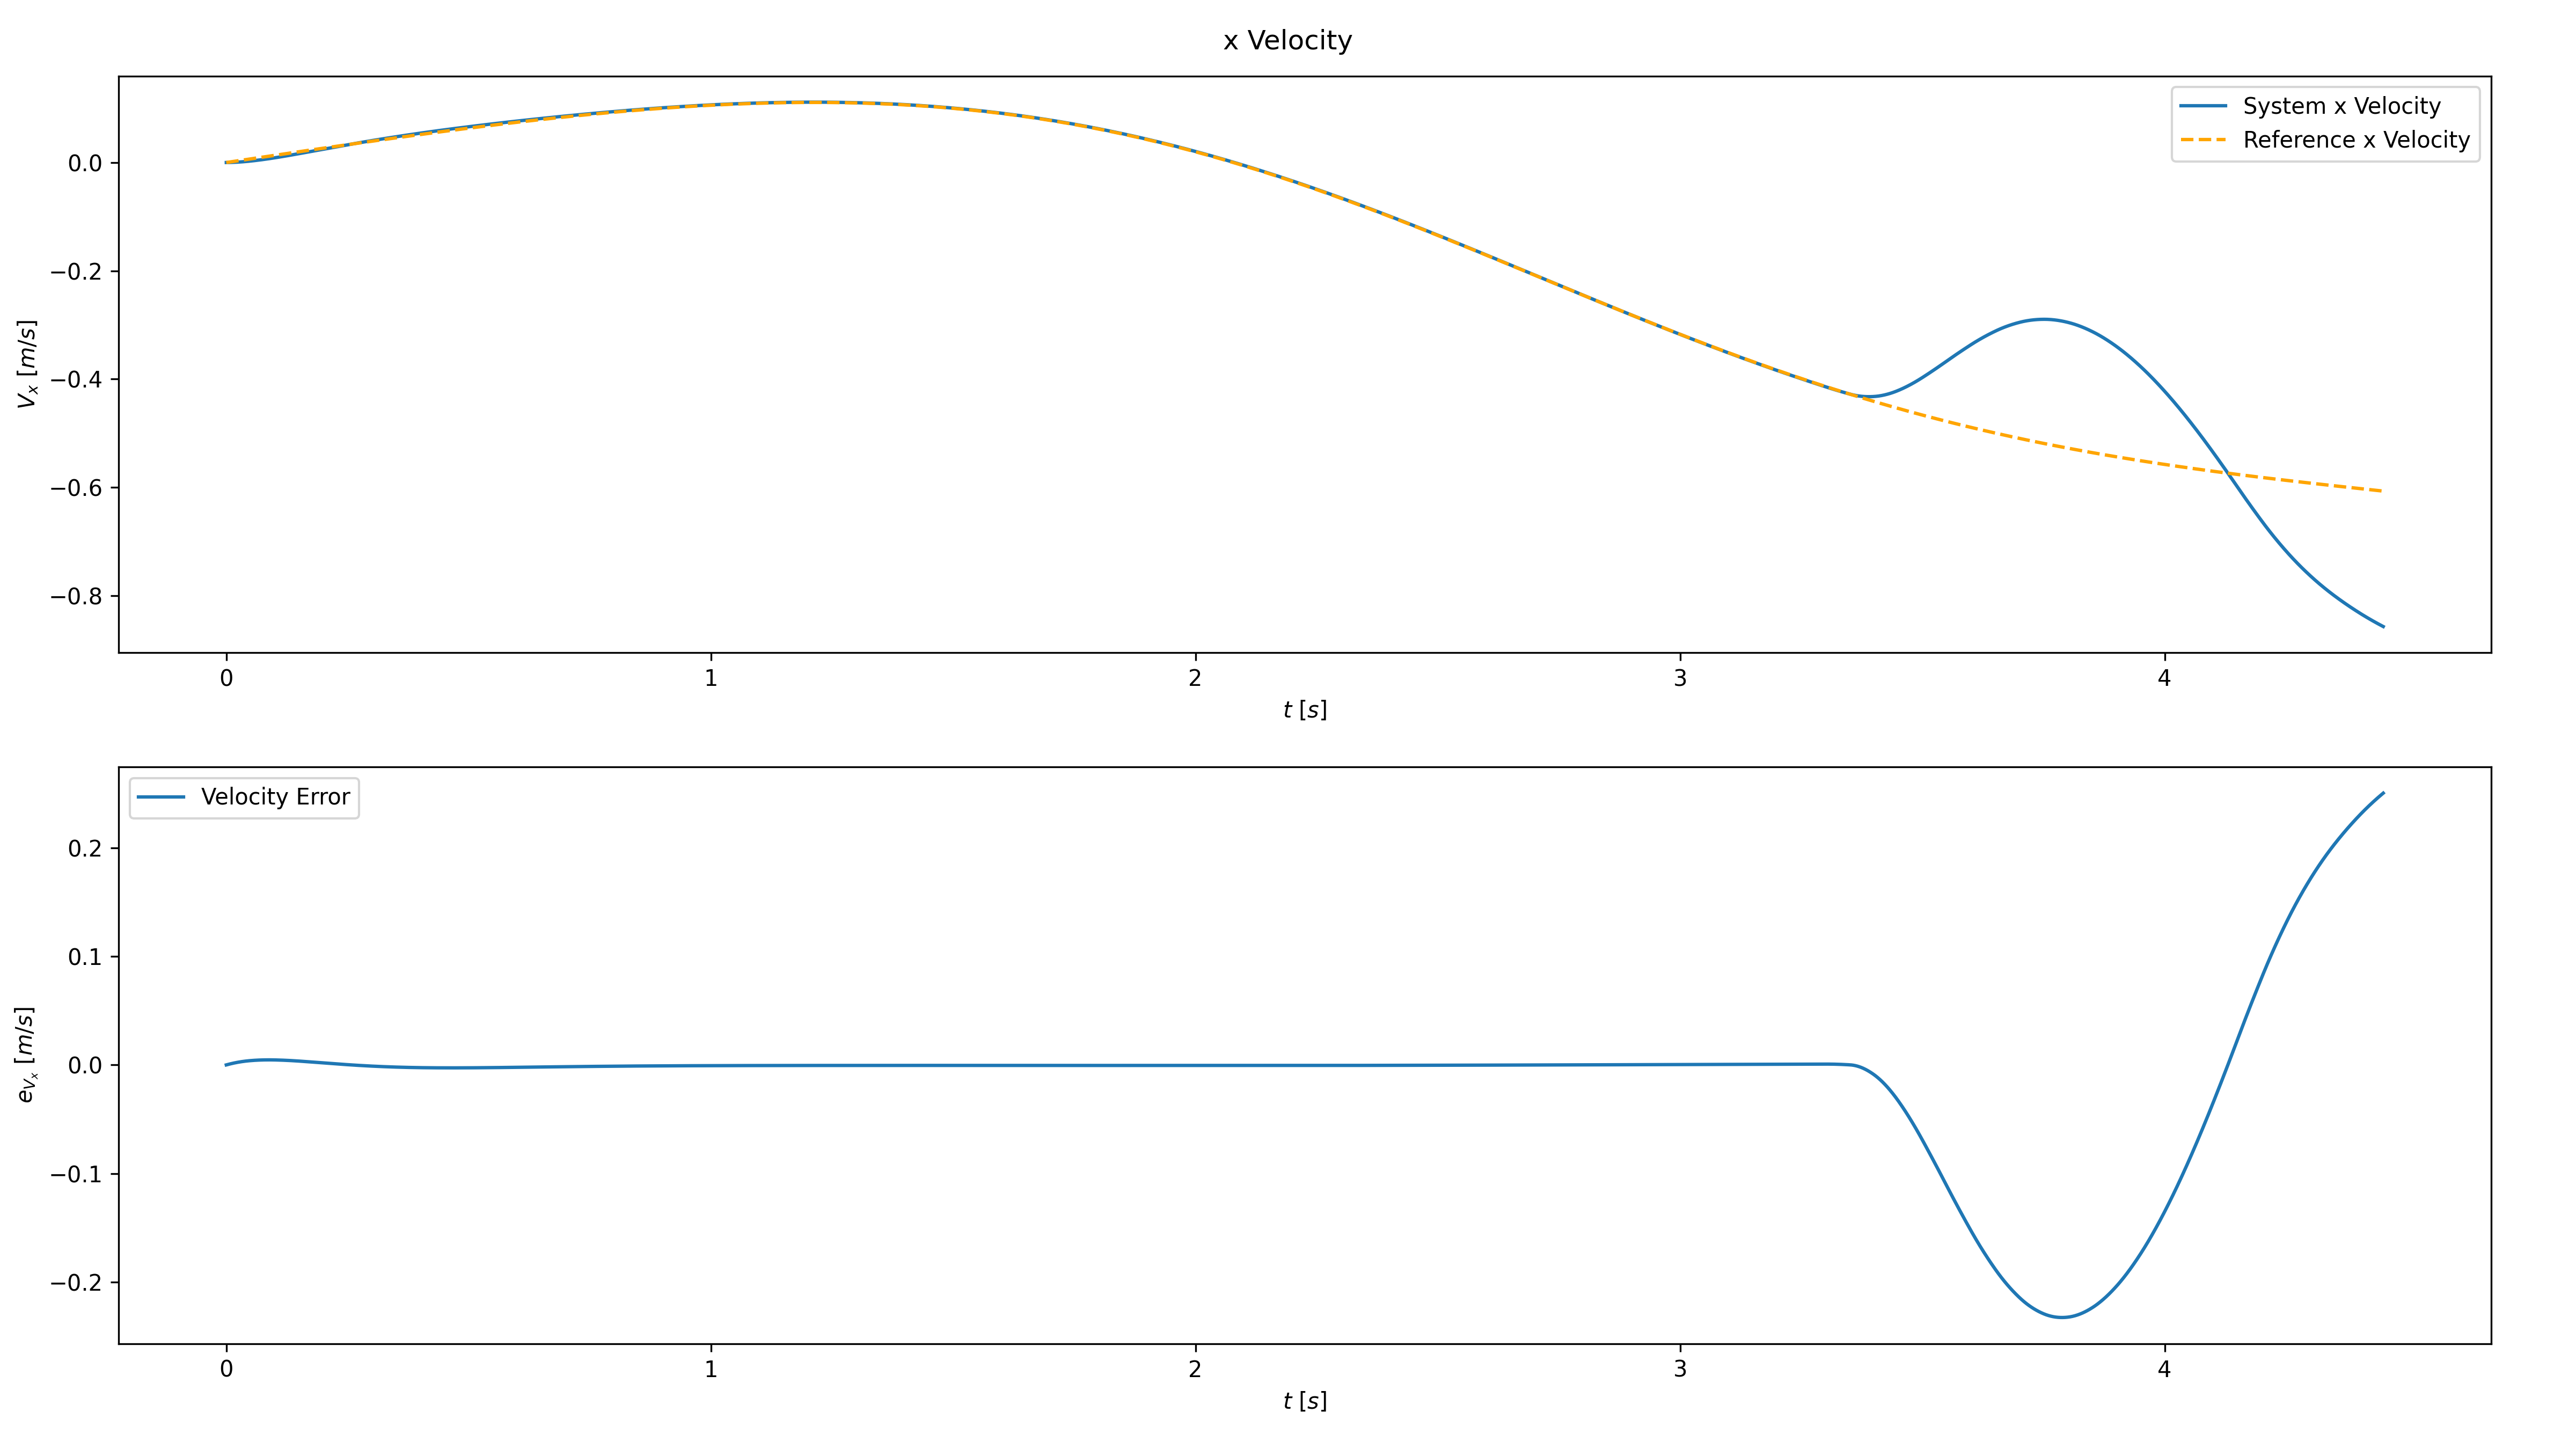 x Velocity
System x Velocity
Reference x Velocity
0.0
−0.2
−0.4
−0.6
−0.8
V_x [m/s]
0 1 2 3 4
t [s]
Velocity Error
0.2
0.1
0.0
−0.1
−0.2
e_{V_x} [m/s]
0 1 2 3 4
t [s]